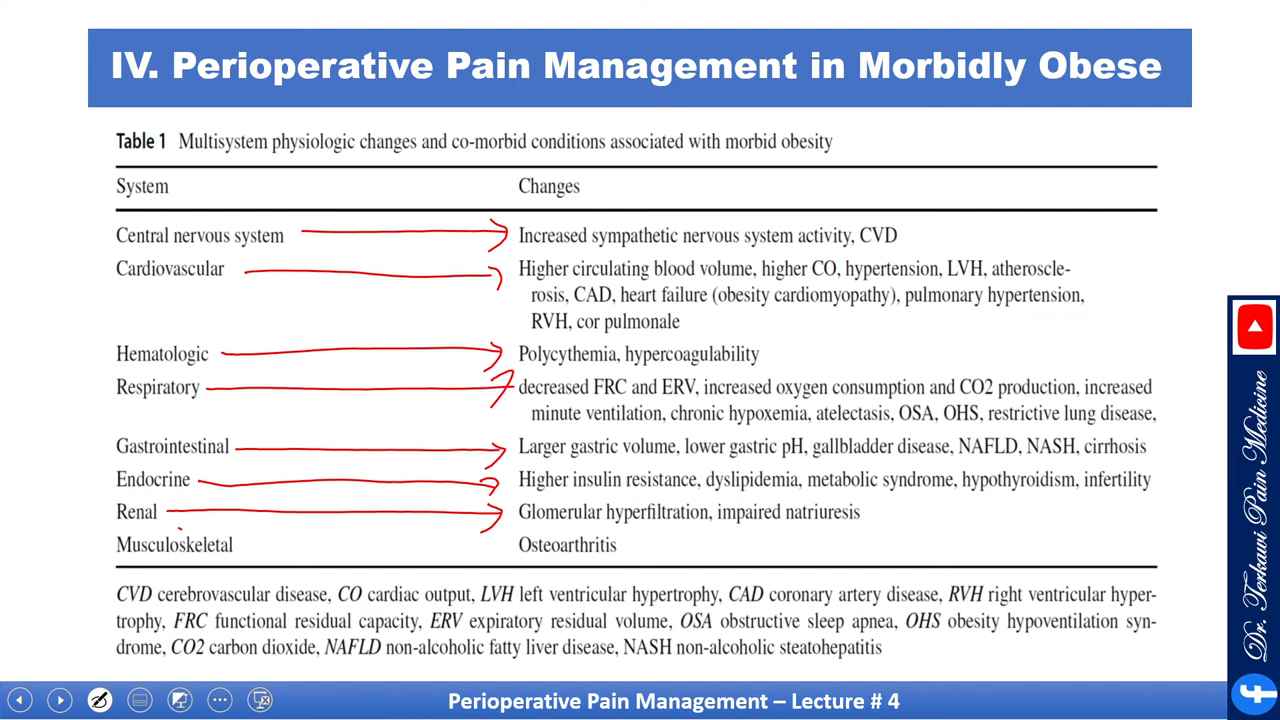 IV. Perioperative Pain Management in Morbidly Obese
Table 1 Multisystem physiologic changes and co-morbid conditions associated with morbid obesity
System Changes
Central nervous system Increased sympathetic nervous system activity, CVD
Cardiovascular Higher circulating blood volume, higher CO, hypertension, LVH, atheroscle-
rosis, CAD, heart failure (obesity cardiomyopathy), pulmonary hypertension,
RVH, cor pulmonale
Hematologic Polycythemia, hypercoagulability
Respiratory decreased FRC and ERV, increased oxygen consumption and CO2 production, increased
minute ventilation, chronic hypoxemia, atelectasis, OSA, OHS, restrictive lung disease,
Gastrointestinal Larger gastric volume, lower gastric pH, gallbladder disease, NAFLD, NASH, cirrhosis
Endocrine Higher insulin resistance, dyslipidemia, metabolic syndrome, hypothyroidism, infertility
Renal Glomerular hyperfiltration, impaired natriuresis
Musculoskeletal Osteoarthritis
CVD cerebrovascular disease, CO cardiac output, LVH left ventricular hypertrophy, CAD coronary artery disease, RVH right ventricular hyper-
trophy, FRC functional residual capacity, ERV expiratory residual volume, OSA obstructive sleep apnea, OHS obesity hypoventilation syn-
drome, CO2 carbon dioxide, NAFLD non-alcoholic fatty liver disease, NASH non-alcoholic steatohepatitis
Perioperative Pain Management – Lecture # 4
Dr. Terkawi Pain Medicine